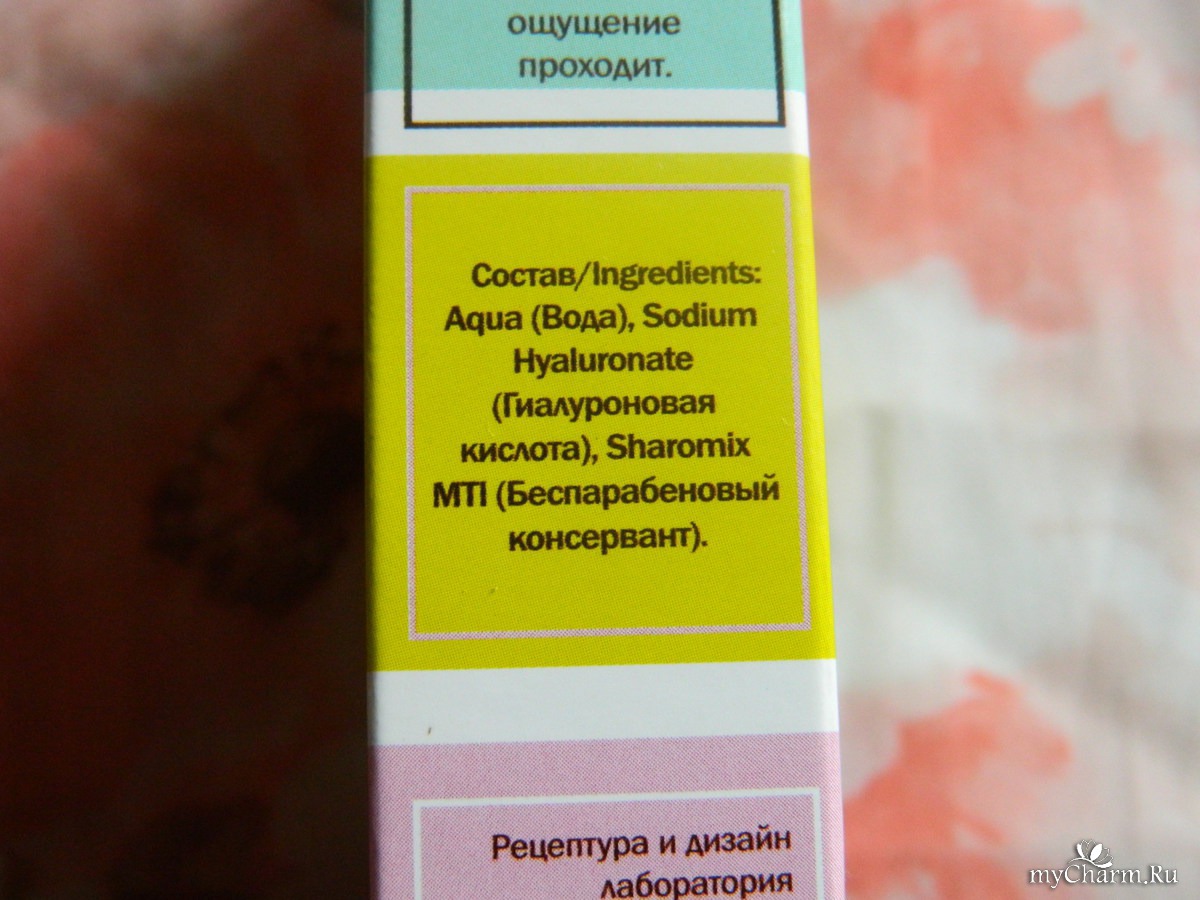 ощущение
проходит.
Состав/Ingredients:
Aqua (Вода), Sodium
Hyaluronate
(Гиалуроновая
кислота), Sharomix
MTI (Беспарабеновый
консервант).
Рецептура и дизайн
лаборатория
myCharm.Ru